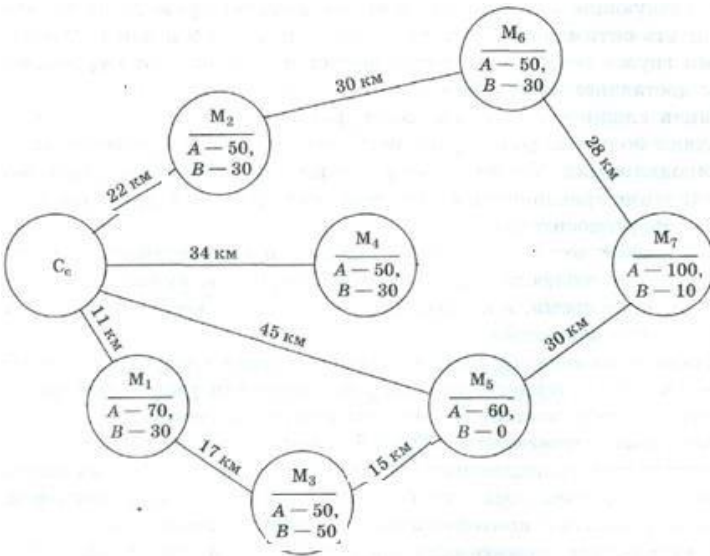 M₆
A — 50,
B — 30
30 км
M₂
A — 50,
B — 30
28 км
22 км
Cс
34 км
M₄
A — 50,
B — 30
M₇
A — 100,
B — 10
45 км
11 км
30 км
M₁
A — 70,
B — 30
M₅
A — 60,
B — 0
17 км
15 км
M₃
A — 50,
B — 50